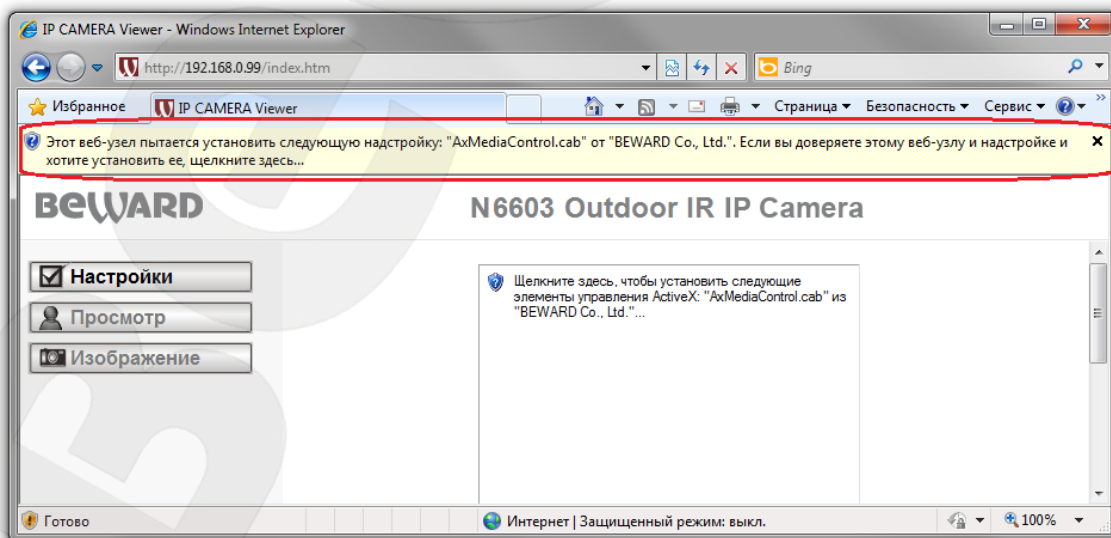 IP CAMERA Viewer - Windows Internet Explorer
http://192.168.0.99/index.htm
Bing
Избранное
IP CAMERA Viewer
Страница
Безопасность
Сервис
Этот веб-узел пытается установить следующую надстройку: "AxMediaControl.cab" от "BEWARD Co., Ltd.". Если вы доверяете этому веб-узлу и надстройке и
хотите установить ее, щелкните здесь...
BEWARD
N6603 Outdoor IR IP Camera
Настройки
Щелкните здесь, чтобы установить следующие
элементы управления ActiveX: "AxMediaControl.cab" из
"BEWARD Co., Ltd."...
Просмотр
Изображение
Готово
Интернет | Защищенный режим: выкл.
100%